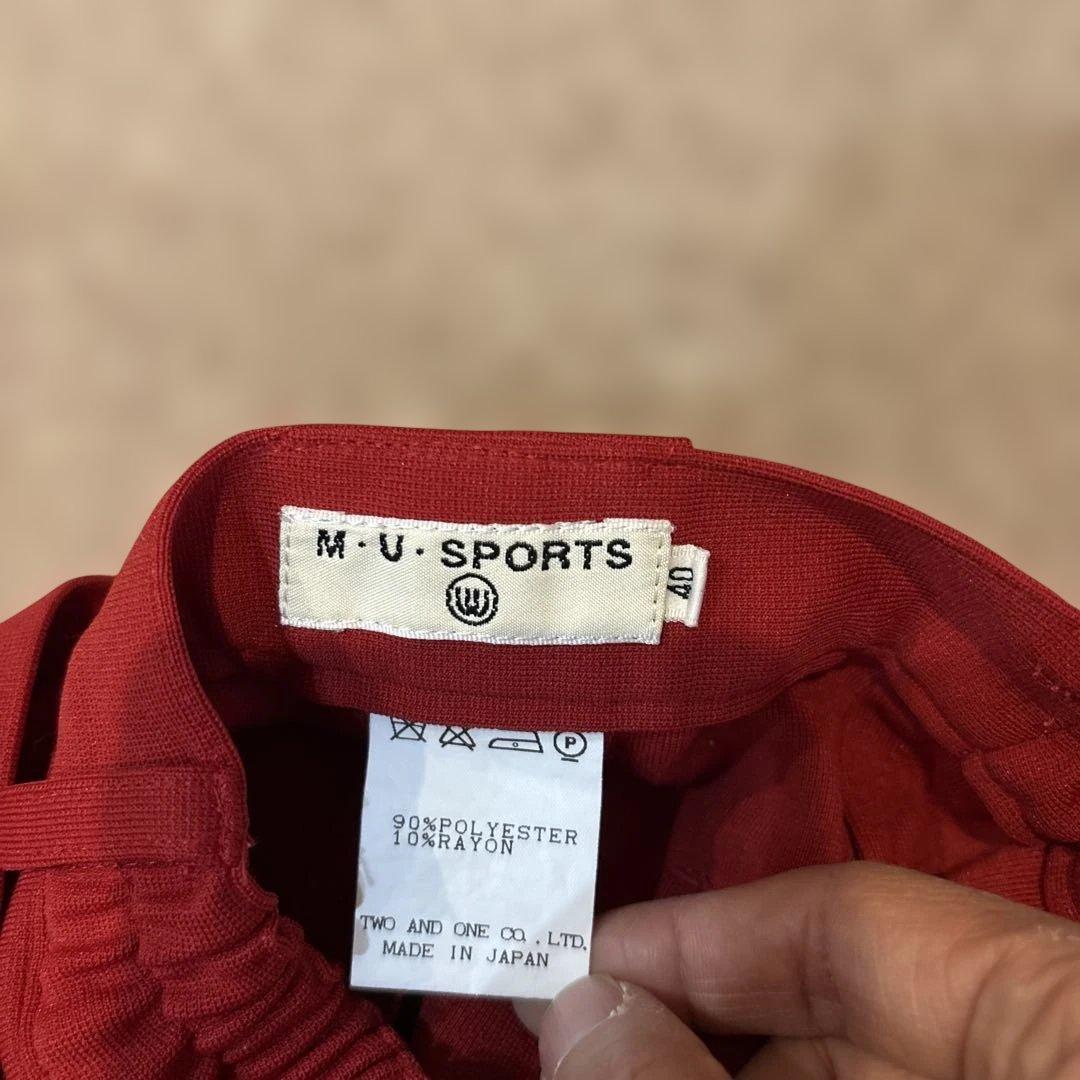 M·U·SPORTS
40
P
90%POLYESTER
10%RAYON
TWO AND ONE CO.,LTD.
MADE IN JAPAN